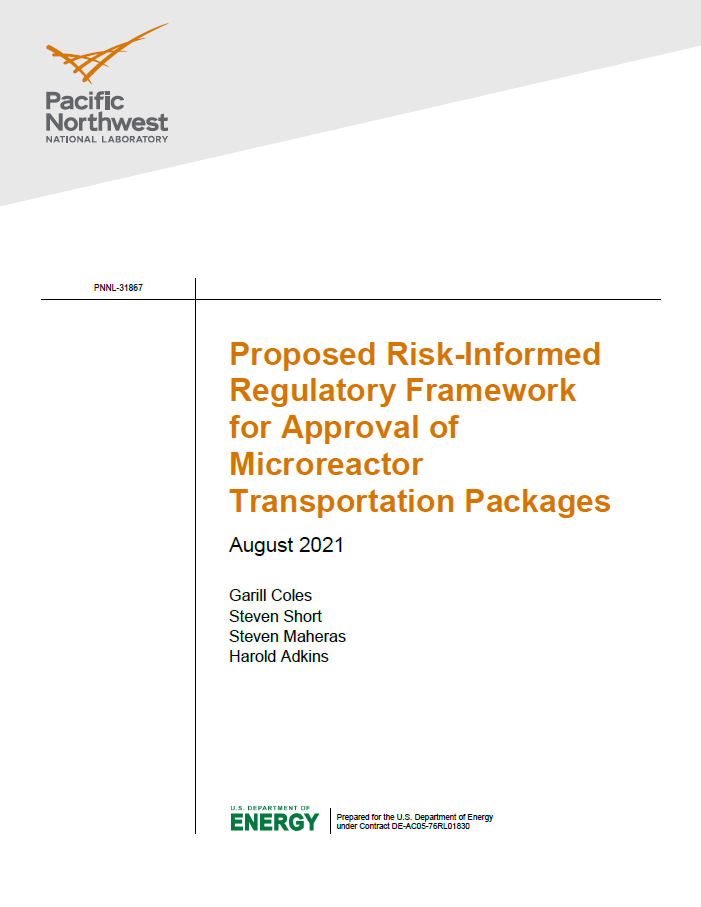 Pacific
Northwest
NATIONAL LABORATORY
PNNL-31867
Proposed Risk-Informed
Regulatory Framework
for Approval of
Microreactor
Transportation Packages
August 2021
Garill Coles
Steven Short
Steven Maheras
Harold Adkins
U.S. DEPARTMENT OF
ENERGY
Prepared for the U.S. Department of Energy
under Contract DE-AC05-76RL01830